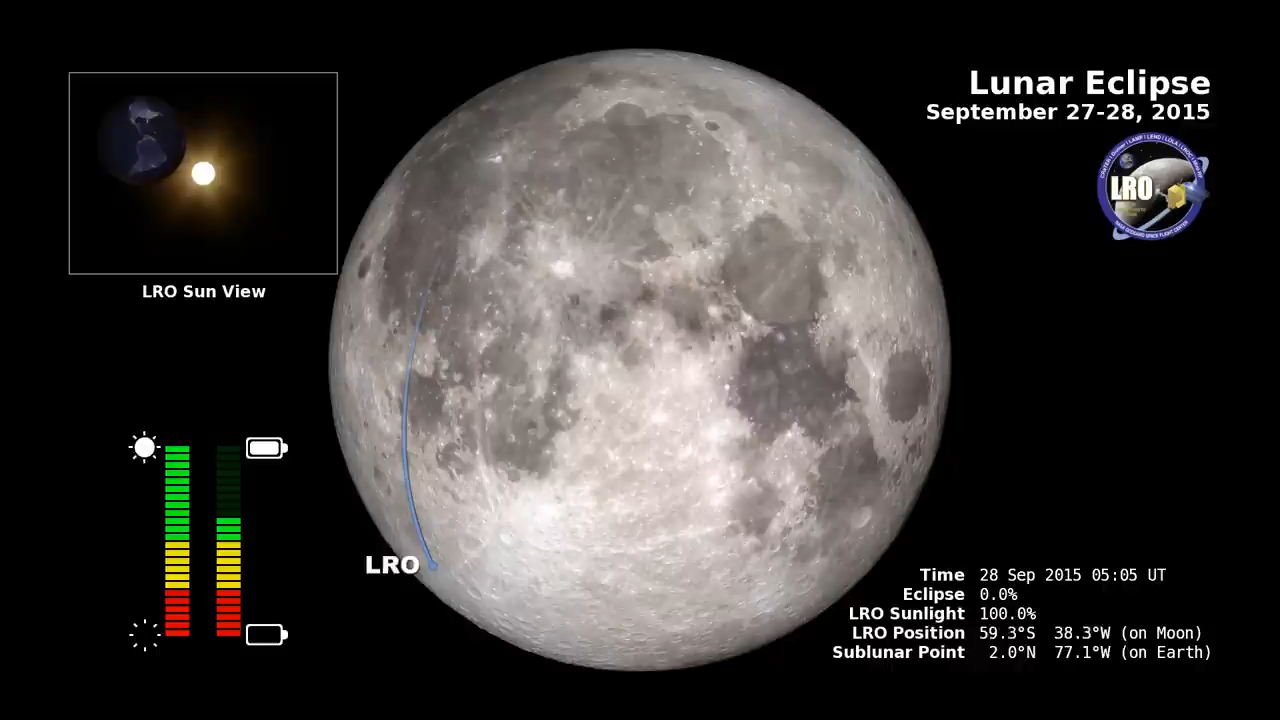 Lunar Eclipse
September 27-28, 2015
LRO
LRO Sun View
LRO
Time 28 Sep 2015 05:05 UT
Eclipse 0.0%
LRO Sunlight 100.0%
LRO Position 59.3°S 38.3°W (on Moon)
Sublunar Point 2.0°N 77.1°W (on Earth)